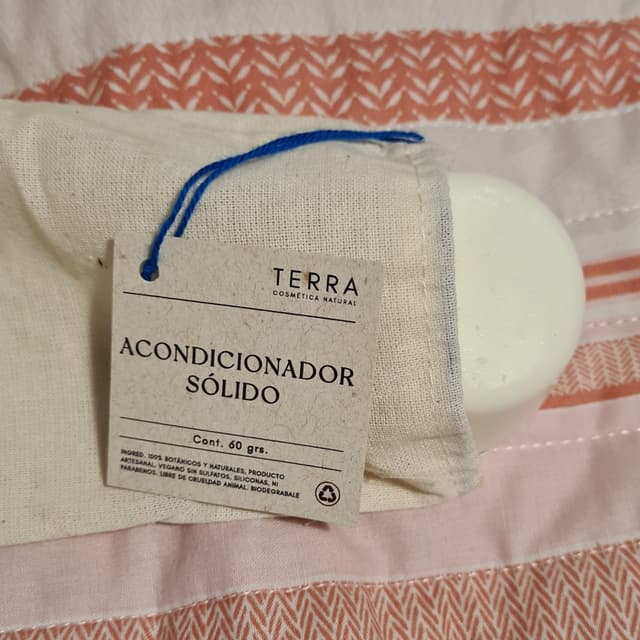 TERRA
COSMÉTICA NATURAL
ACONDICIONADOR
SÓLIDO
Cont. 60 grs.
INGRED. 100% BOTÁNICOS Y NATURALES, PRODUCTO
ARTESANAL. VEGANO SIN SULFATOS, SILICONAS, NI
PARABENOS. LIBRE DE CRUELDAD ANIMAL. BIODEGRABALE